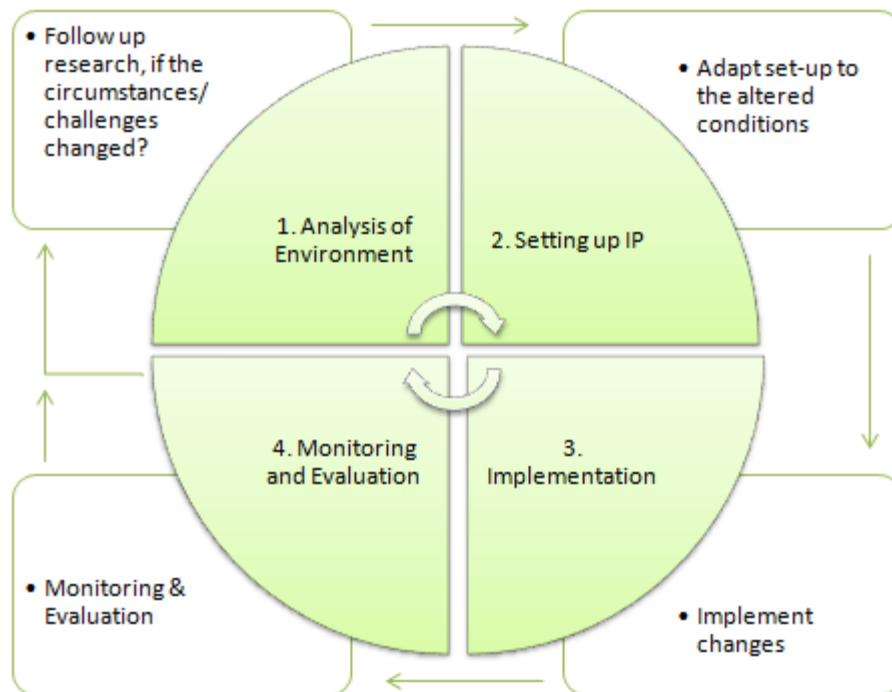 • Follow up
research, if the
circumstances/
challenges
changed?
• Adapt set-up to
the altered
conditions
1. Analysis of
Environment
2. Setting up IP
4. Monitoring
and Evaluation
3.
Implementation
• Monitoring &
Evaluation
• Implement
changes